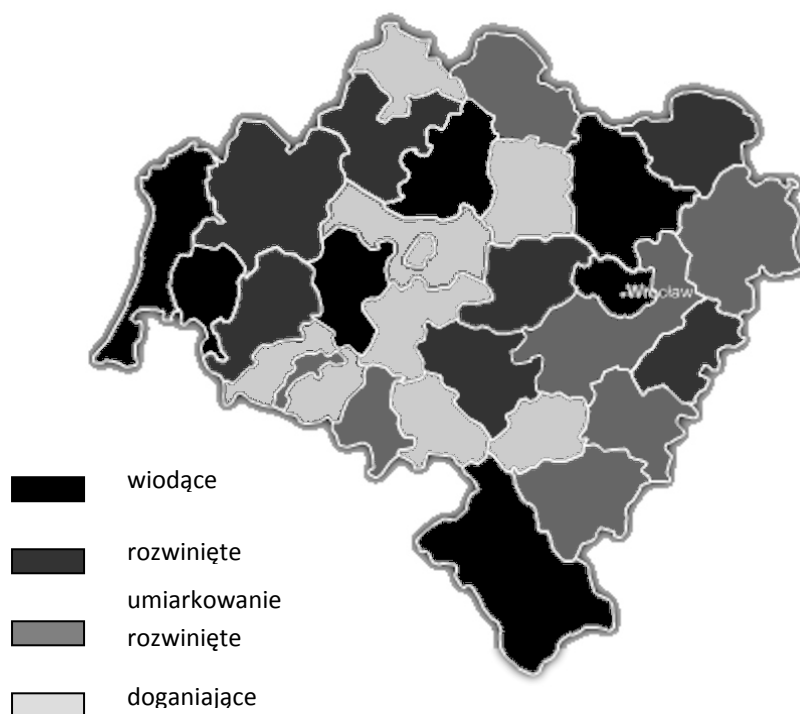 Wrocław
wiodące
rozwinięte
umiarkowanie
rozwinięte
doganiające